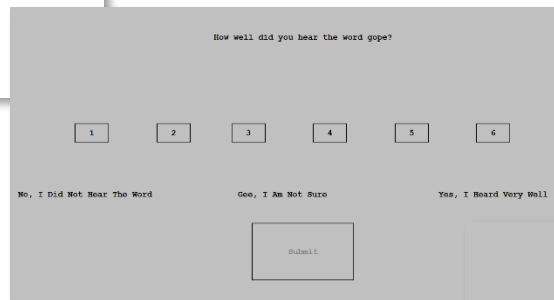 How well did you hear the word gope?
1 2 3 4 5 6
No, I Did Not Hear The Word Gee, I Am Not Sure Yes, I Heard Very Well
Submit